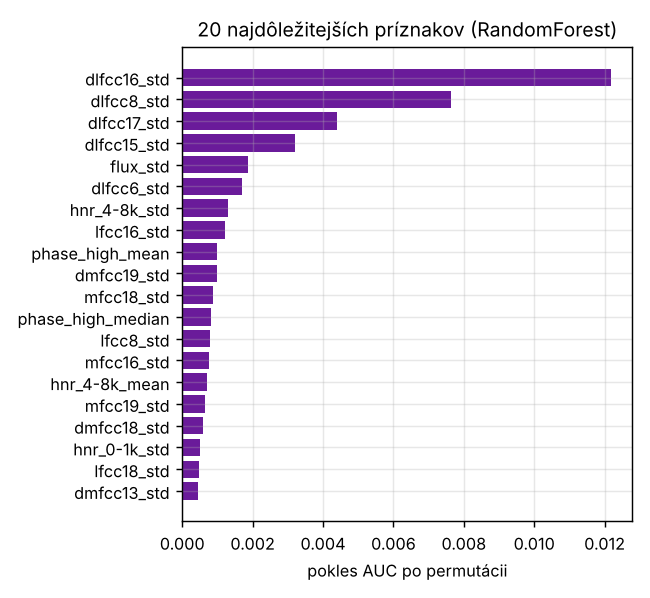 20 najdôležitejších príznakov (RandomForest)
dlfcc16_std
dlfcc8_std
dlfcc17_std
dlfcc15_std
flux_std
dlfcc6_std
hnr_4-8k_std
lfcc16_std
phase_high_mean
dmfcc19_std
mfcc18_std
phase_high_median
lfcc8_std
mfcc16_std
hnr_4-8k_mean
mfcc19_std
dmfcc18_std
hnr_0-1k_std
lfcc18_std
dmfcc13_std
0.000 0.002 0.004 0.006 0.008 0.010 0.012
pokles AUC po permutácii